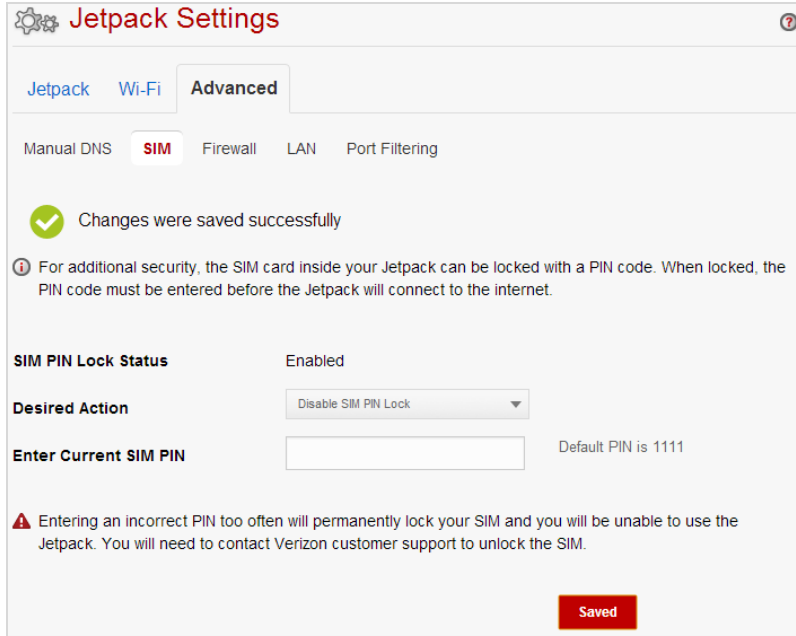 Jetpack Settings
?
Jetpack Wi-Fi Advanced
Manual DNS SIM Firewall LAN Port Filtering
Changes were saved successfully
i For additional security, the SIM card inside your Jetpack can be locked with a PIN code. When locked, the
PIN code must be entered before the Jetpack will connect to the internet.
SIM PIN Lock Status Enabled
Desired Action Disable SIM PIN Lock
Enter Current SIM PIN Default PIN is 1111
Entering an incorrect PIN too often will permanently lock your SIM and you will be unable to use the
Jetpack. You will need to contact Verizon customer support to unlock the SIM.
Saved